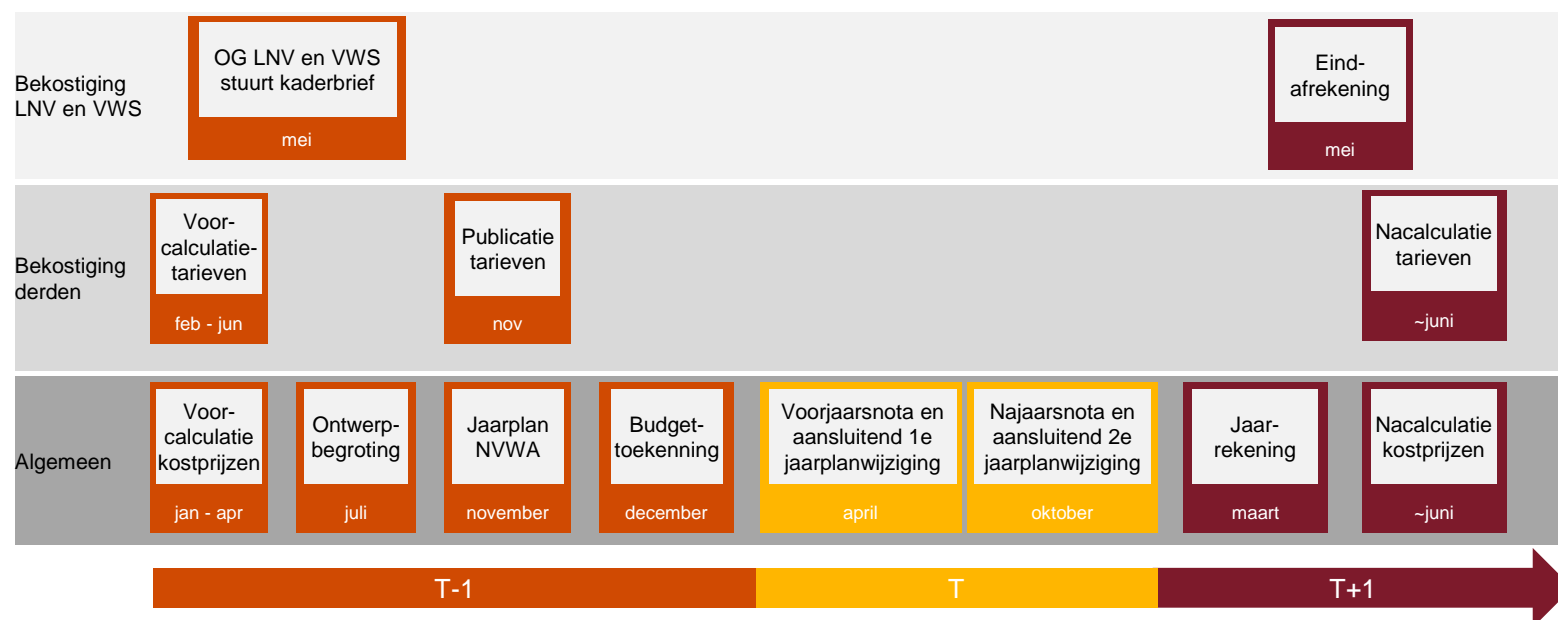 Bekostiging
LNV en VWS
OG LNV en VWS
stuurt kaderbrief
mei
Eind-
afrekening
mei
Bekostiging
derden
Voor-
calculatie-
tarieven
feb - jun
Publicatie
tarieven
nov
Nacalculatie
tarieven
~juni
Algemeen
Voor-
calculatie
kostprijzen
jan - apr
Ontwerp-
begroting
juli
Jaarplan
NVWA
november
Budget-
toekenning
december
Voorjaarsnota en
aansluitend 1e
jaarplanwijziging
april
Najaarsnota en
aansluitend 2e
jaarplanwijziging
oktober
Jaar-
rekening
maart
Nacalculatie
kostprijzen
~juni
T-1
T
T+1